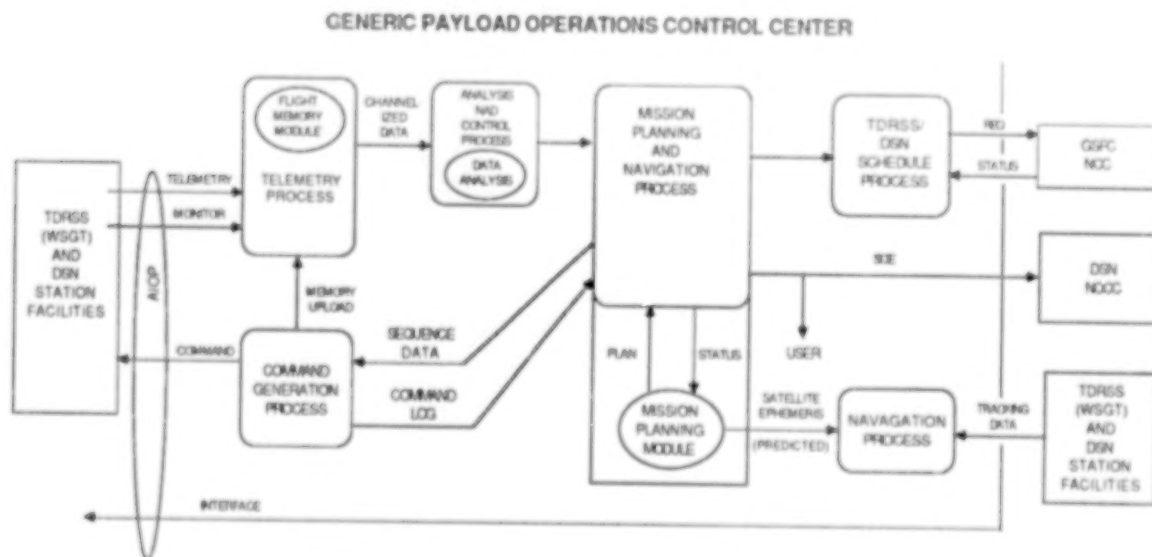 GENERIC PAYLOAD OPERATIONS CONTROL CENTER
TDRSS
(WSGT)
AND
DSN
STATION
FACILITIES
TELEMETRY
MONITOR
COMMAND
AIOP
FLIGHT
MEMORY
MODULE
TELEMETRY
PROCESS
MEMORY
UPLOAD
COMMAND
GENERATION
PROCESS
CHANNEL
IZED
DATA
ANALYSIS
NAD
CONTROL
PROCESS
DATA
ANALYSIS
SEQUENCE
DATA
COMMAND
LOG
MISSION
PLANNING
AND
NAVIGATION
PROCESS
PLAN
STATUS
MISSION
PLANNING
MODULE
TDRSS/
DSN
SCHEDULE
PROCESS
REQ
STATUS
GSFC
NCC
SOE
USER
DSN
NOCC
SATELLITE
EPHEMERIS
(PREDICTED)
NAVAGATION
PROCESS
TRACKING
DATA
TDRSS
(WSGT)
AND
DSN
STATION
FACILITIES
INTERFACE